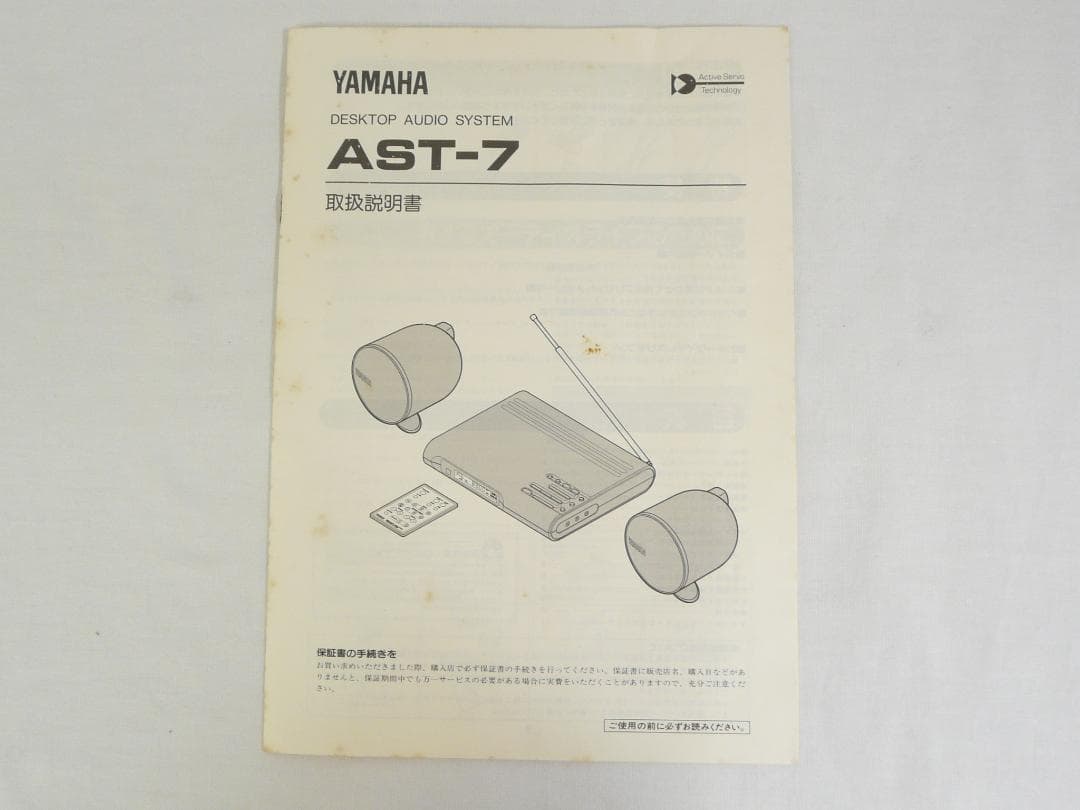 YAMAHA
Active Servo
Technology
DESKTOP AUDIO SYSTEM
AST-7
取扱説明書
YAMAHA
YAMAHA
保証書の手続きを
お買い求めいただきました際、購入店で必ず保証書の手続きを行ってください。保証書に販売店名、購入日などがあ
りませんと、保証期間中でも万一サービスの必要がある場合に実費をいただくことがありますので、充分ご注意くだ
さい。
ご使用の前に必ずお読みください。